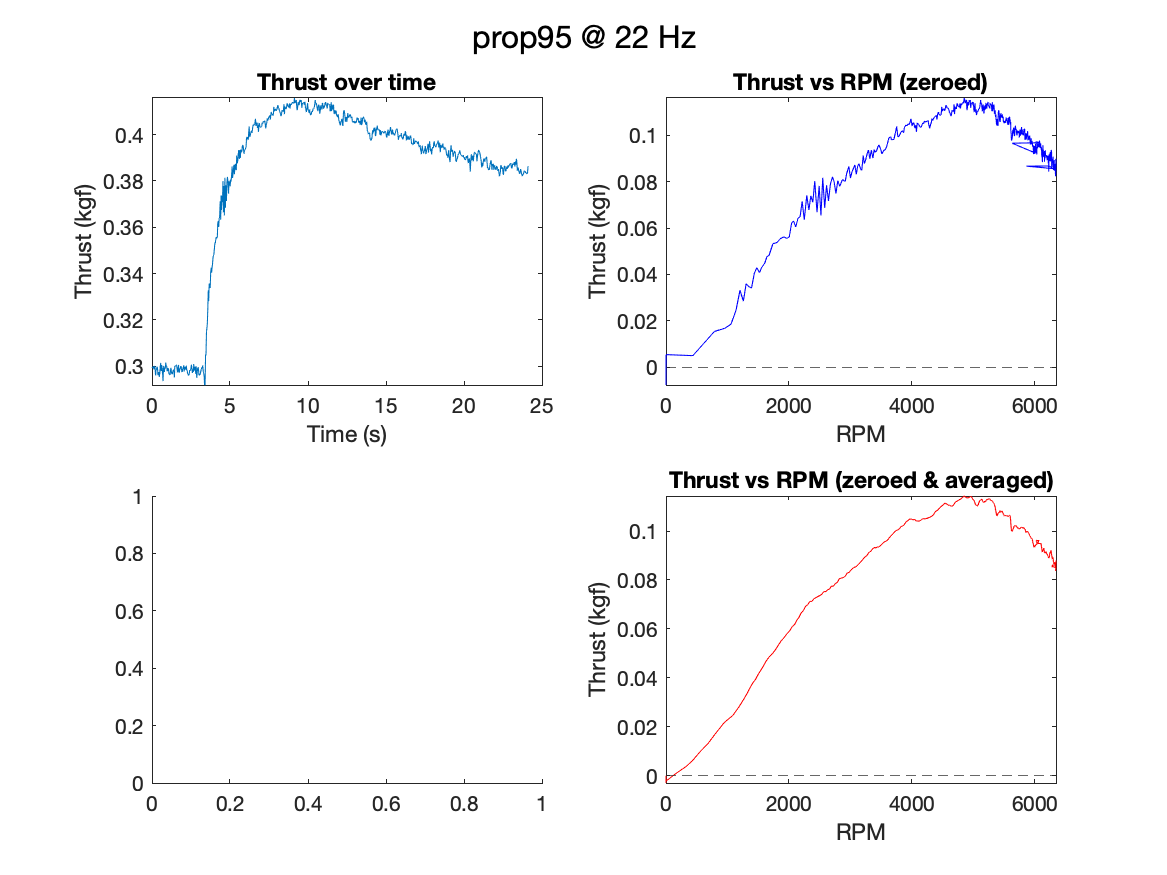 prop95 @ 22 Hz
Thrust over time
Thrust (kgf)
0.4
0.38
0.36
0.34
0.32
0.3
0 5 10 15 20 25
Time (s)
Thrust vs RPM (zeroed)
Thrust (kgf)
0.1
0.08
0.06
0.04
0.02
0
0 2000 4000 6000
RPM
1
0.8
0.6
0.4
0.2
0
0 0.2 0.4 0.6 0.8 1
Thrust vs RPM (zeroed & averaged)
Thrust (kgf)
0.1
0.08
0.06
0.04
0.02
0
0 2000 4000 6000
RPM